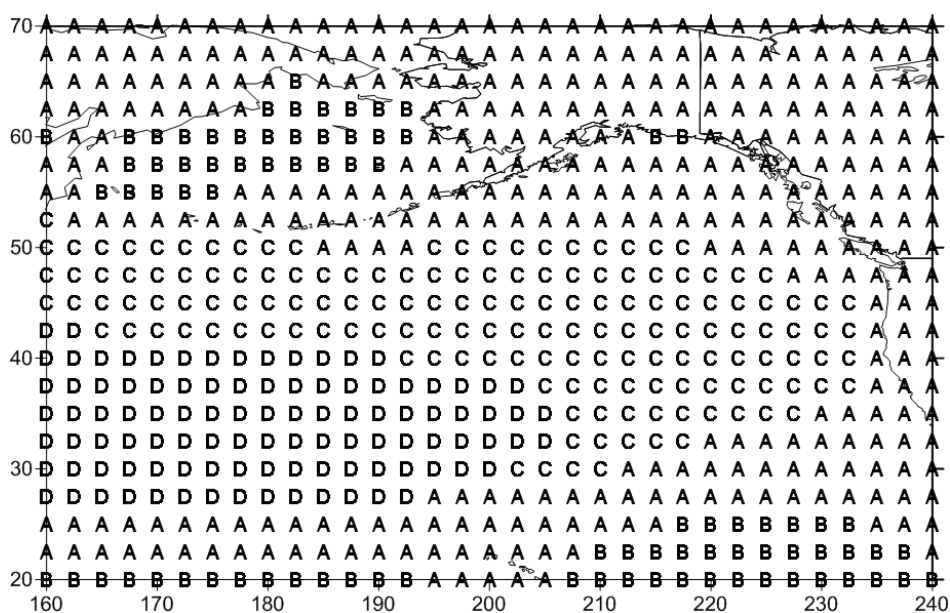 70 A A A A A A A A A A A A A A A A A A A A A A A A A A A A A A A A A
A A A A A A A A A A A A A A A A A A A A A A A A A A A A A A A A A
A A A A A A A A A B A A A A A A A A A A A A A A A A A A A A A A A
A A A A A A A A B B B B B B A A A A A A A A A A A A A A A A A A A
60 B A A B B B B B B B B B B B A A A A A A A A B B A A A A A A A A A
A A A B B B B B B B B B B A A A A A A A A A A A A A A A A A A A A
A A B B B B B A A A A A A A A A A A A A A A A A A A A A A A A A A
C A A A A A A A A A A A A A A A A A A A A A A A A A A A A A A A A
50 C C C C C C C C C C A A A A C C C C C C C C C C A A A A A A A A A
C C C C C C C C C C C C C C C C C C C C C C C C C C C A A A A A A
C C C C C C C C C C C C C C C C C C C C C C C C C C C C C C A A A
D D C C C C C C C C C C C C C C C C C C C C C C C C C C C C A A A
40 D D D D D D D D D D D D D C C C C C C C C C C C C C C C C C A A A
D D D D D D D D D D D D D D D D D D C C C C C C C C C C C C A A A
D D D D D D D D D D D D D D D D D D D C C C C C C C C C A A A A A
D D D D D D D D D D D D D D D D D D D C C C C C A A A A A A A A A
30 D D D D D D D D D D D D D D D D D C C C C A A A A A A A A A A A A
D D D D D D D D D D D D D D A A A A A A A A A A A A A A A A A A A
A A A A A A A A A A A A A A A A A A A A A A A B B B B B B B A A A
A A A A A A A A A A A A A A A A A A A A B B B B B B B B B B B B A
20 B B B B B B B B B B B B B B A A A A A B B B B B B B B B B B B B B
160 170 180 190 200 210 220 230 240